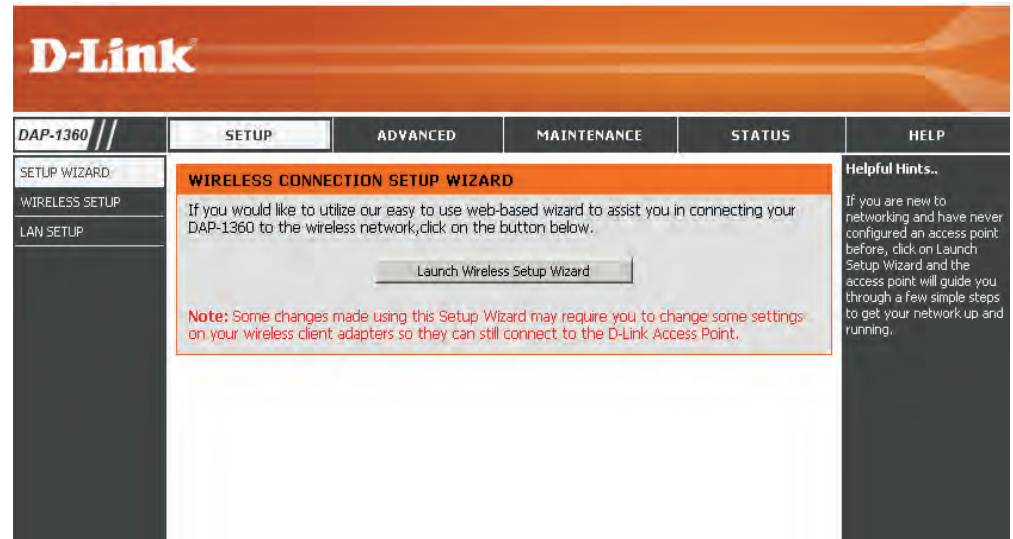 D-Link
DAP-1360
SETUP
ADVANCED
MAINTENANCE
STATUS
HELP
SETUP WIZARD
WIRELESS SETUP
LAN SETUP
WIRELESS CONNECTION SETUP WIZARD
If you would like to utilize our easy to use web-based wizard to assist you in connecting your
DAP-1360 to the wireless network,click on the button below.
Launch Wireless Setup Wizard
Note: Some changes made using this Setup Wizard may require you to change some settings
on your wireless client adapters so they can still connect to the D-Link Access Point.
Helpful Hints..
If you are new to
networking and have never
configured an access point
before, click on Launch
Setup Wizard and the
access point will guide you
through a few simple steps
to get your network up and
running.